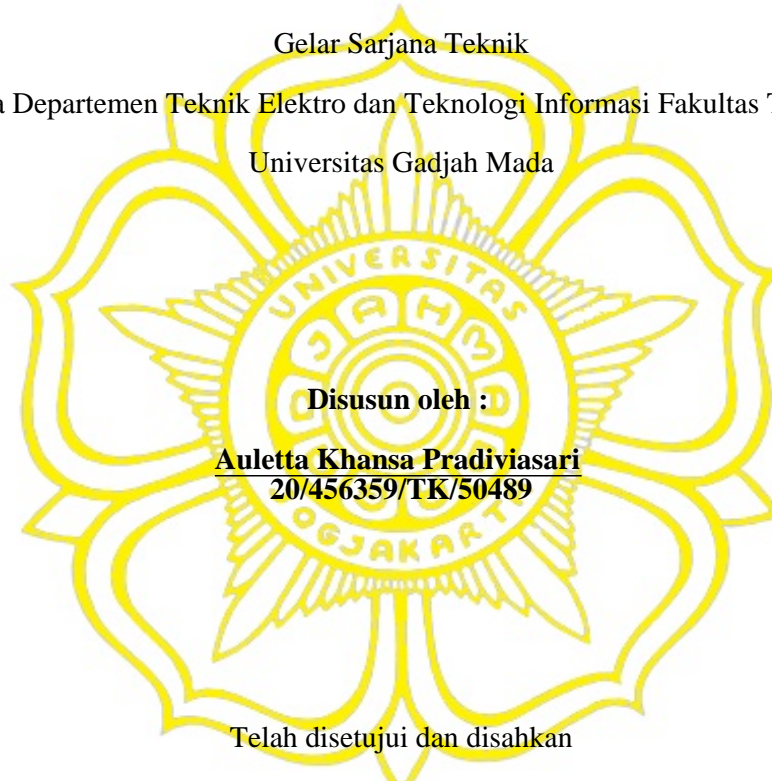 Gelar Sarjana Teknik
Departemen Teknik Elektro dan Teknologi Informasi Fakultas
Universitas Gadjah Mada
UNIVERSITAS
Disusun oleh :
Auletta Khansa Pradiviasari
20/456359/TK/50489
Telah disetujui dan disahkan